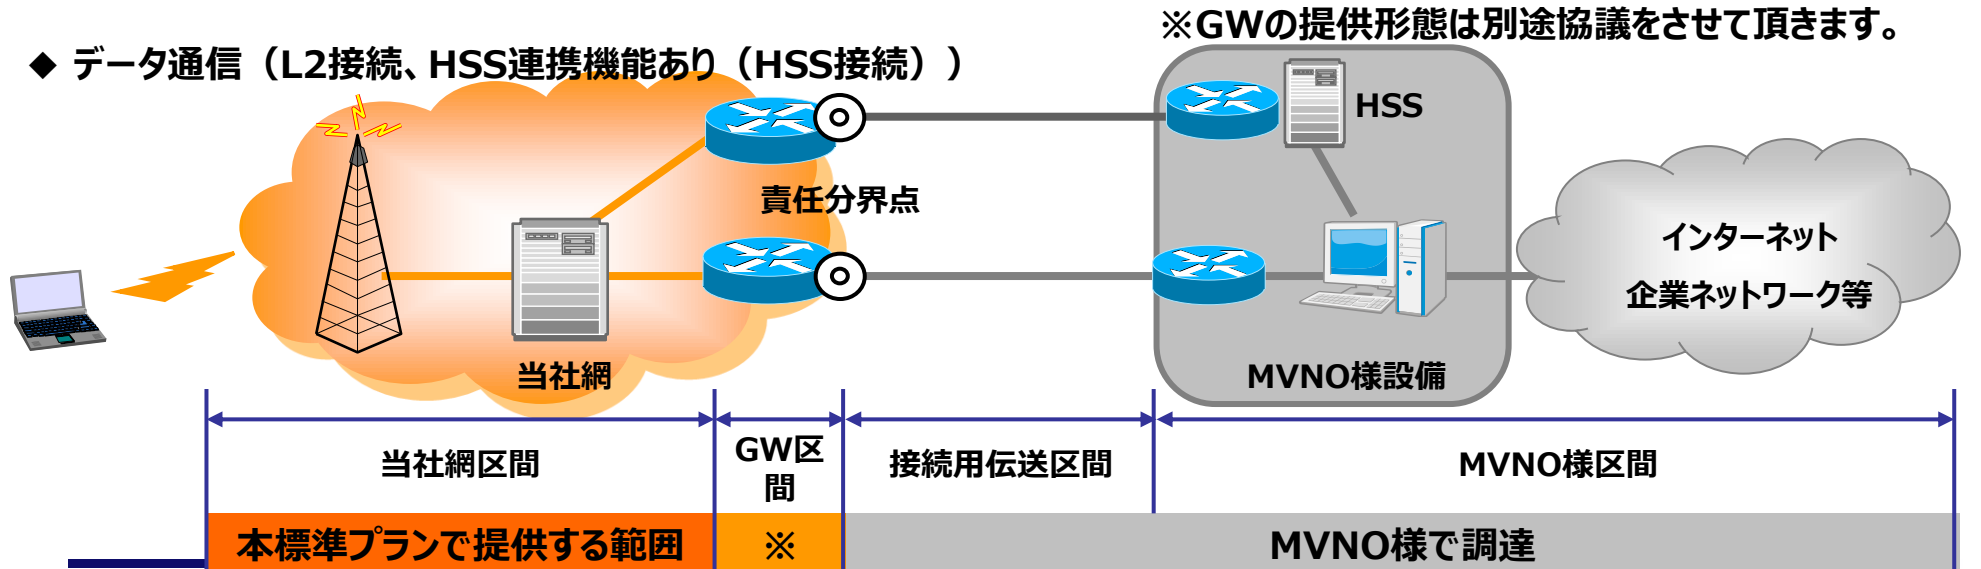 ※GWの提供形態は別途協議をさせて頂きます。
◆ データ通信（L2接続、HSS連携機能あり（HSS接続））
HSS
責任分界点
インターネット
企業ネットワーク等
当社網
MVNO様設備
当社網区間
GW区
間
接続用伝送区間
MVNO様区間
本標準プランで提供する範囲
※
MVNO様で調達